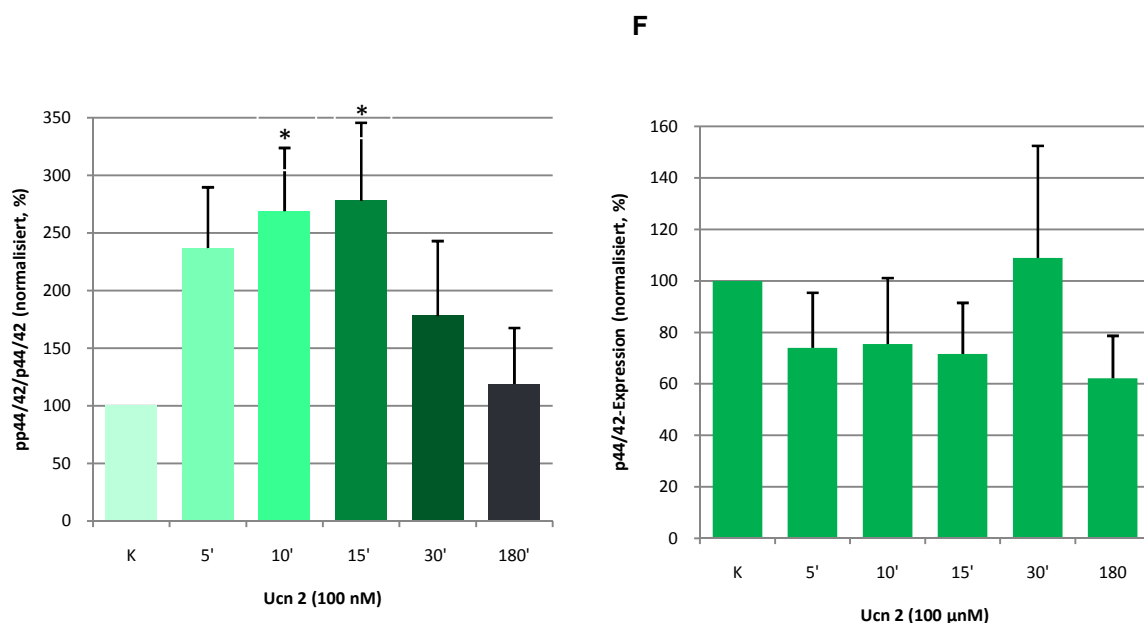 F
pp44/42/p44/42 (normalisiert, %)
350
300
250
200
150
100
50
0
*
*
K 5' 10' 15' 30' 180'
Ucn 2 (100 nM)
p44/42-Expression (normalisiert, %)
160
140
120
100
80
60
40
20
0
K 5' 10' 15' 30' 180
Ucn 2 (100 µnM)